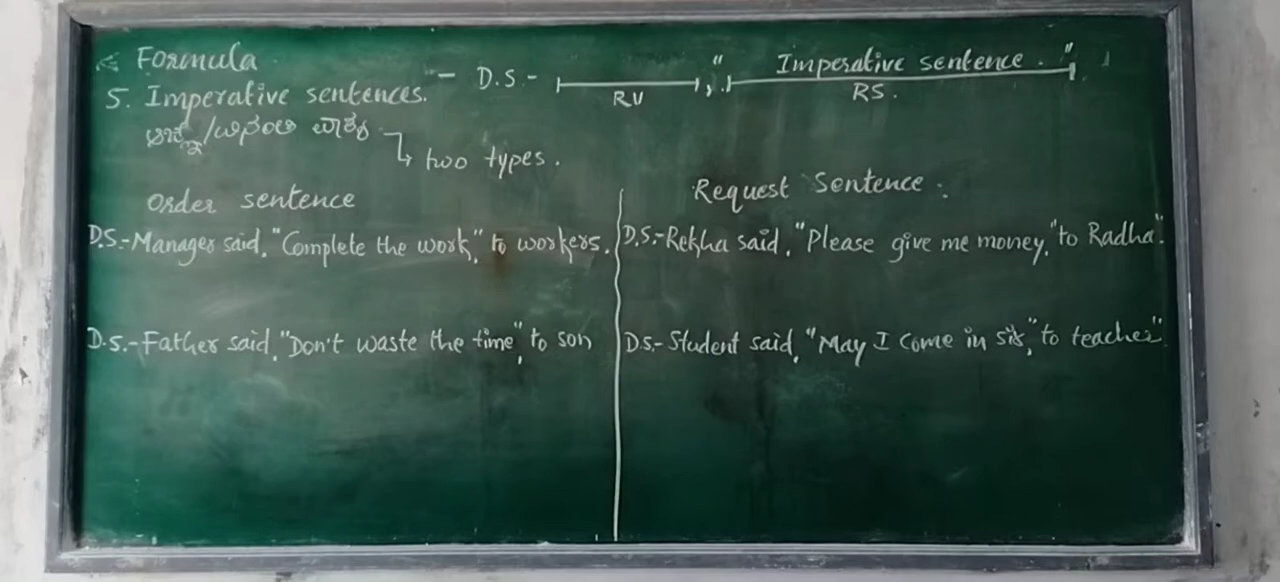 Formula
- D.S.- RV , " Imperative sentence . " RS .
5. Imperative sentences.
two types .
Order sentence
Request Sentence .
D.S.-Manager said, "Complete the work," to workers.
D.S.-Rekha said, "Please give me money," to Radha".
D.S.-Father said, "Don't waste the time", to son
D.S.- Student said, "May I come in sir," to teacher"